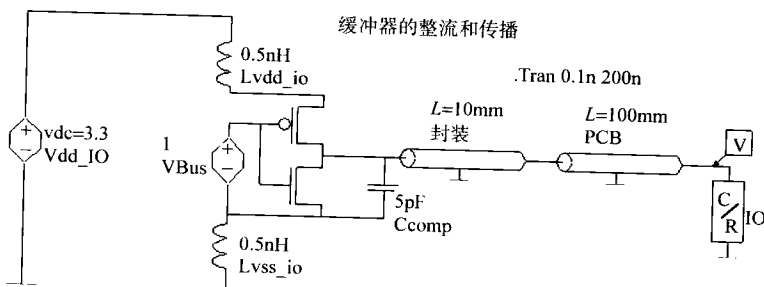 缓冲器的整流和传播
0.5nH
Lvdd_io
.Tran 0.1n 200n
L=10mm
封装
L=100mm
PCB
vdc=3.3
Vdd_IO
1
VBus
V
5pF
Ccomp
C/R
IO
0.5nH
Lvss_io